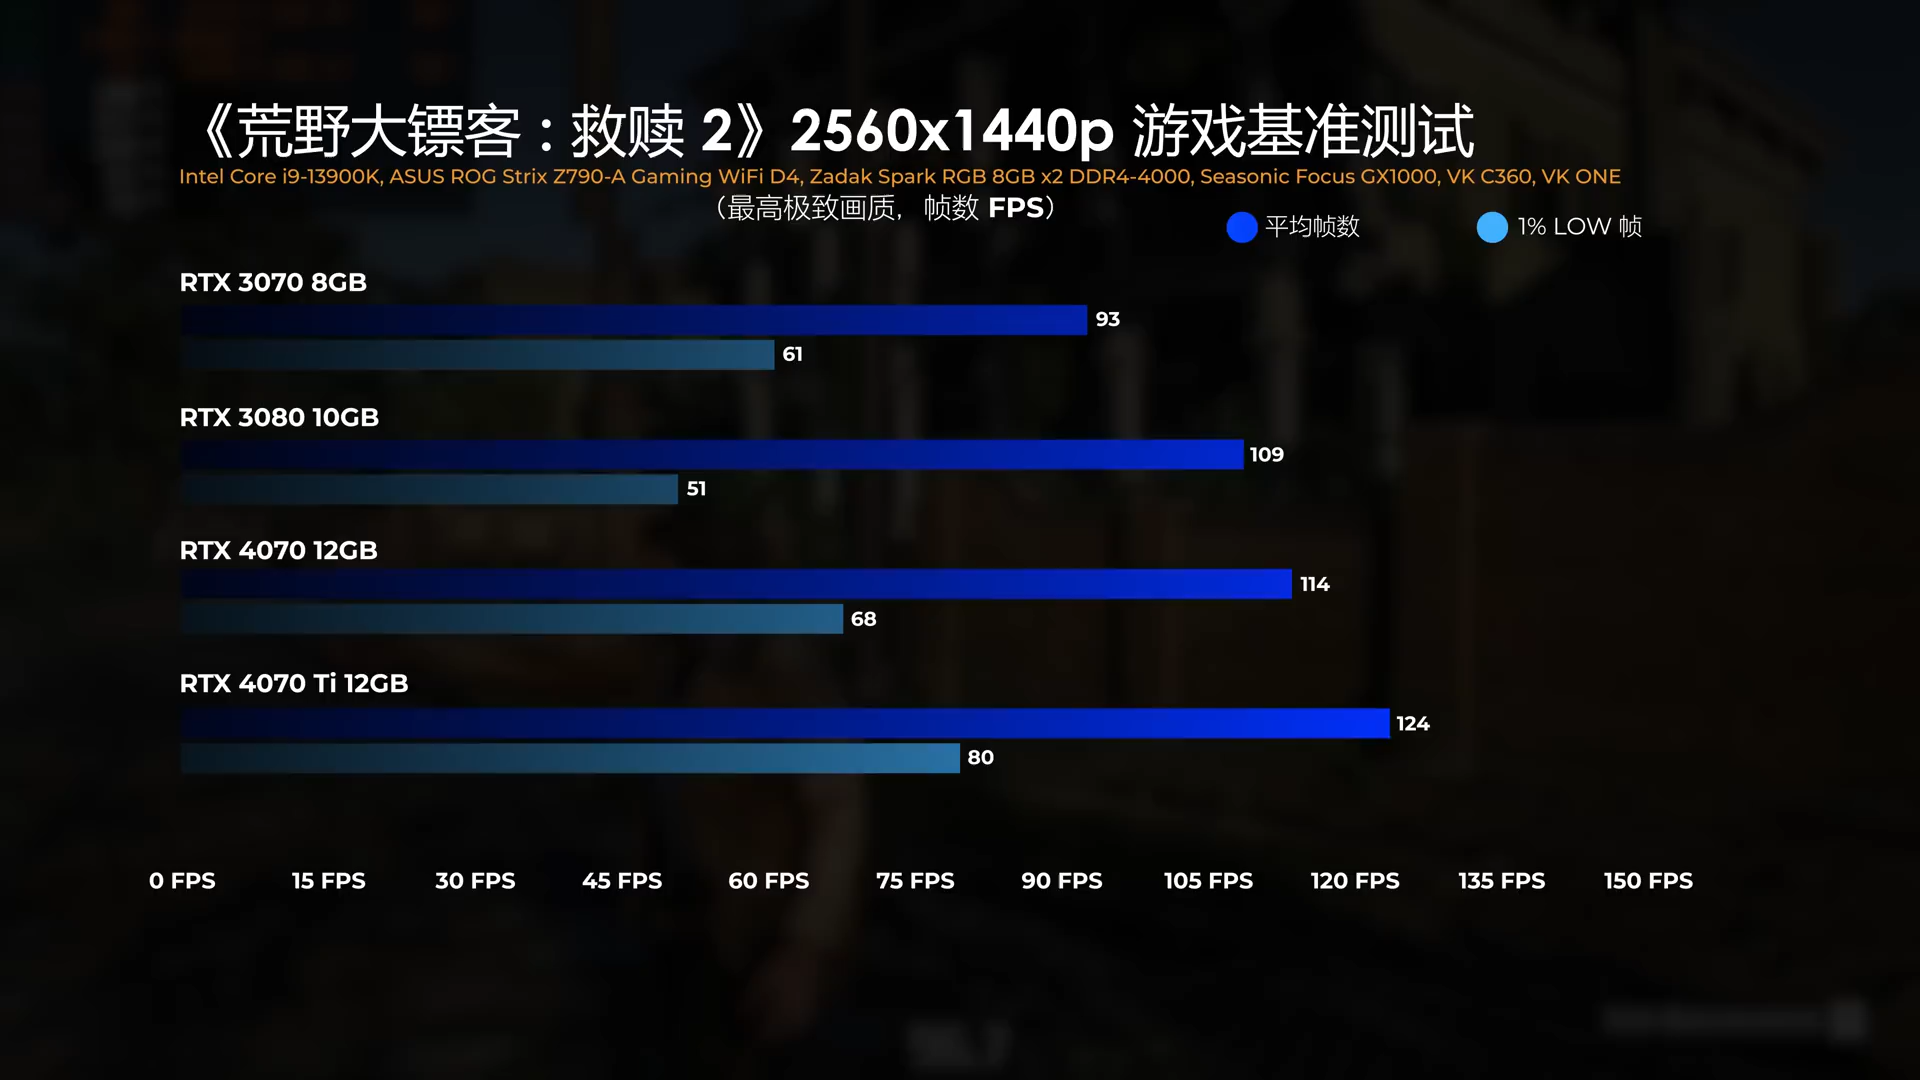 《荒野大镖客：救赎 2》2560x1440p 游戏基准测试
Intel Core i9-13900K, ASUS ROG Strix Z790-A Gaming WiFi D4, Zadak Spark RGB 8GB x2 DDR4-4000, Seasonic Focus GX1000, VK C360, VK ONE
（最高极致画质，帧数 FPS）
平均帧数 1% LOW 帧
RTX 3070 8GB
93
61
RTX 3080 10GB
109
51
RTX 4070 12GB
114
68
RTX 4070 Ti 12GB
124
80
0 FPS 15 FPS 30 FPS 45 FPS 60 FPS 75 FPS 90 FPS 105 FPS 120 FPS 135 FPS 150 FPS